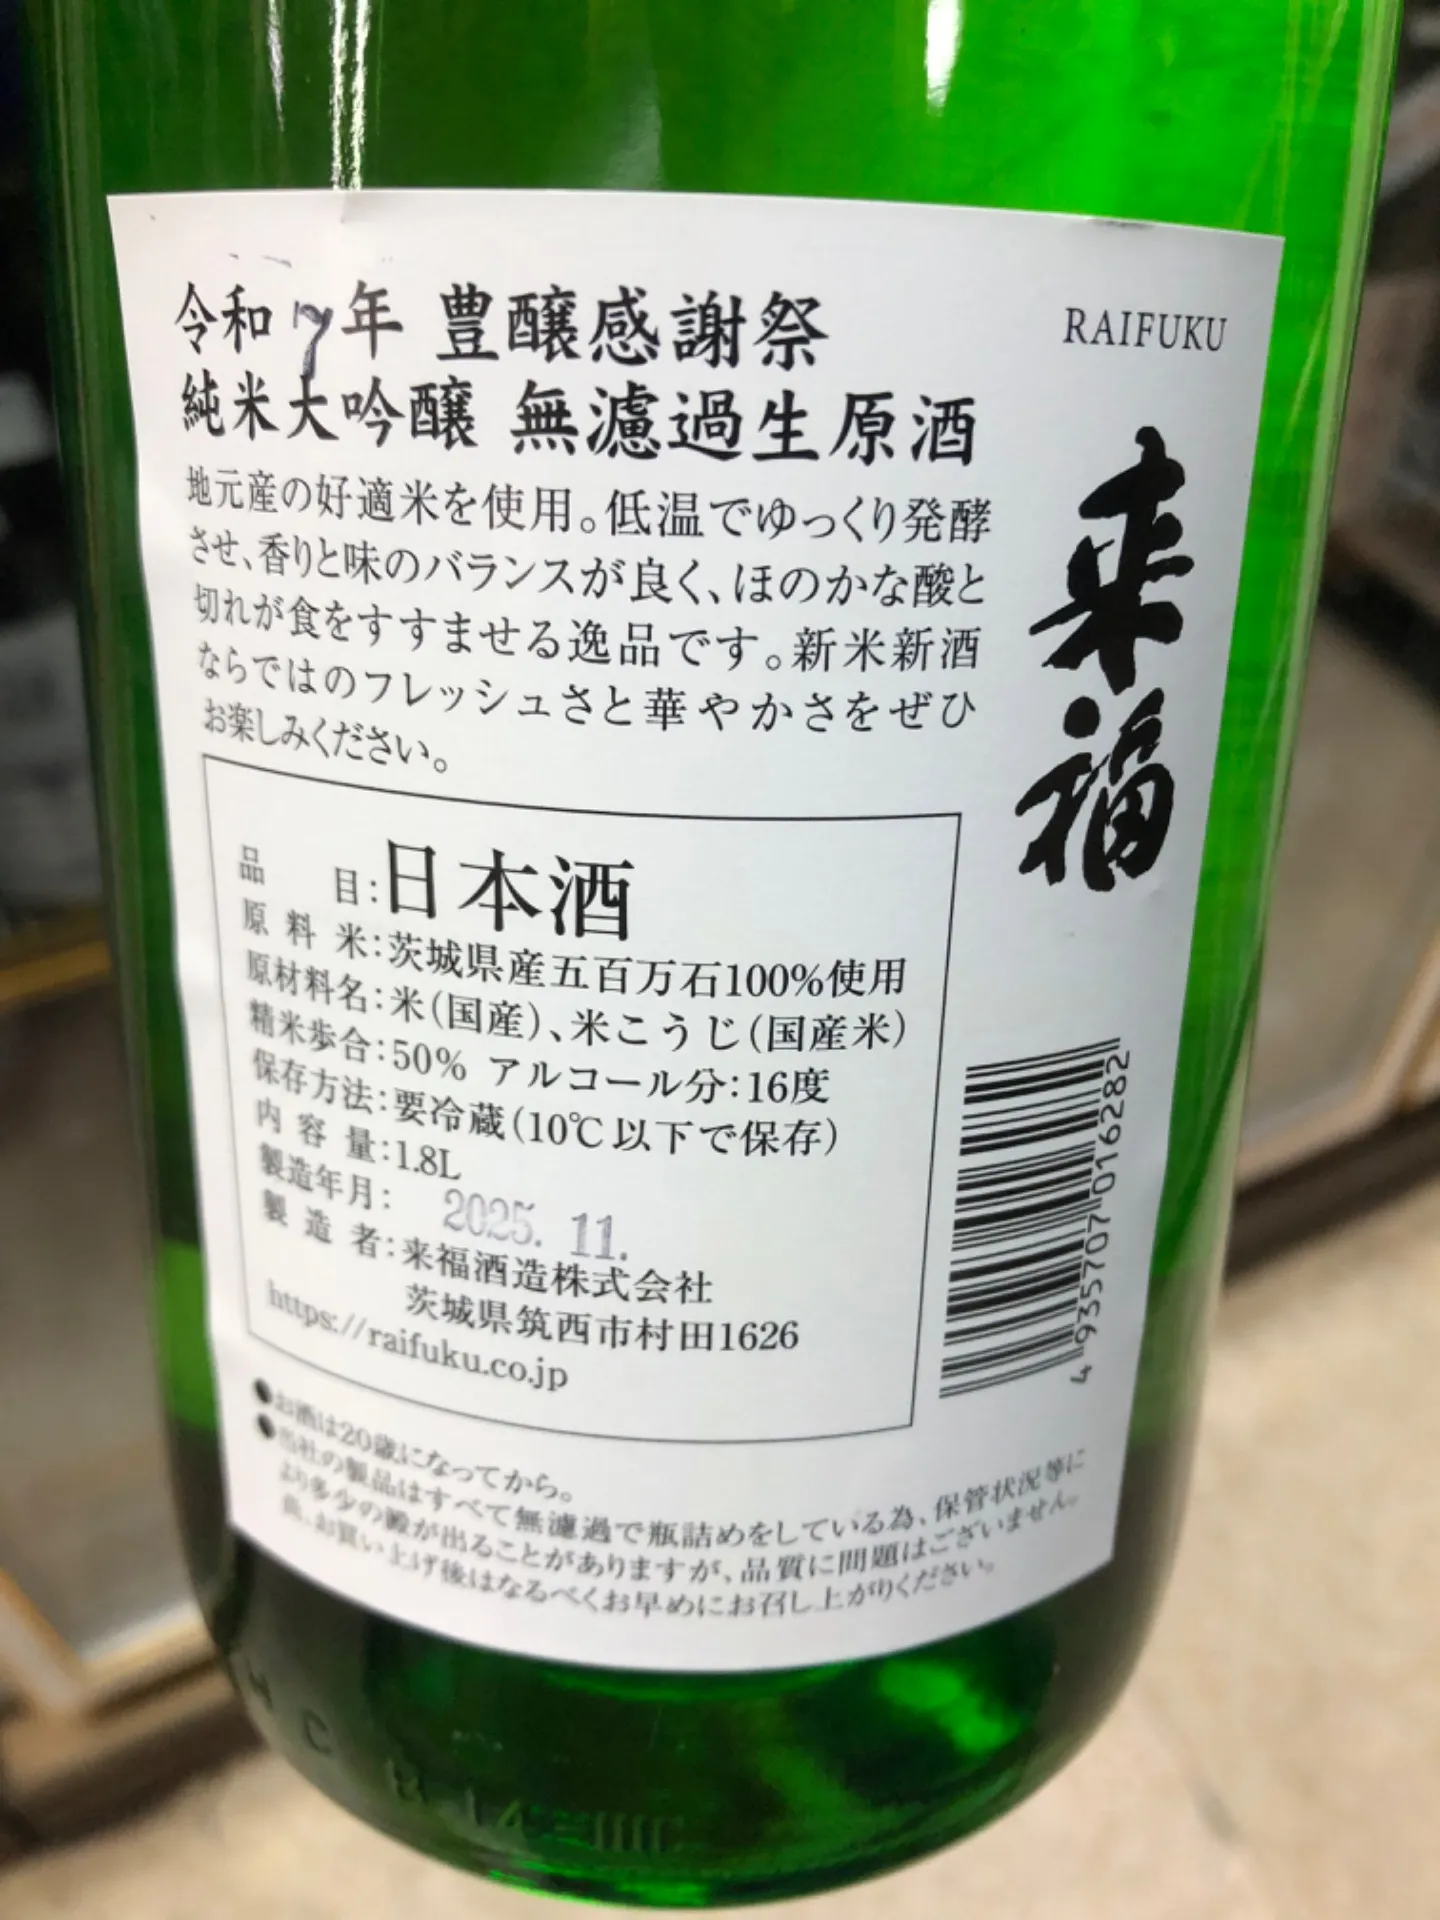 令和7年 豊醸感謝祭
純米大吟醸 無濾過生原酒
地元産の好適米を使用。低温でゆっくり発酵
させ、香りと味のバランスが良く、ほのかな酸と
切れが食をすすませる逸品です。新米新酒
ならではのフレッシュさと華やかさをぜひ
お楽しみください。
RAIFUKU
来福
品目:日本酒
原料米:茨城県産五百万石100%使用
原材料名:米(国産)、米こうじ(国産米)
精米歩合:50% アルコール分:16度
保存方法:要冷蔵(10℃以下で保存)
内容量:1.8L
製造年月: 2025.11.
製造者:来福酒造株式会社
茨城県筑西市村田1626
https://raifuku.co.jp
4935707016282
●お酒は20歳になってから。
●当社の製品はすべて無濾過で瓶詰めをしている為、保管状況等に
より多少の澱が出ることがありますが、品質に問題はございません。
尚、お買い上げ後はなるべくお早めにお召し上がりください。